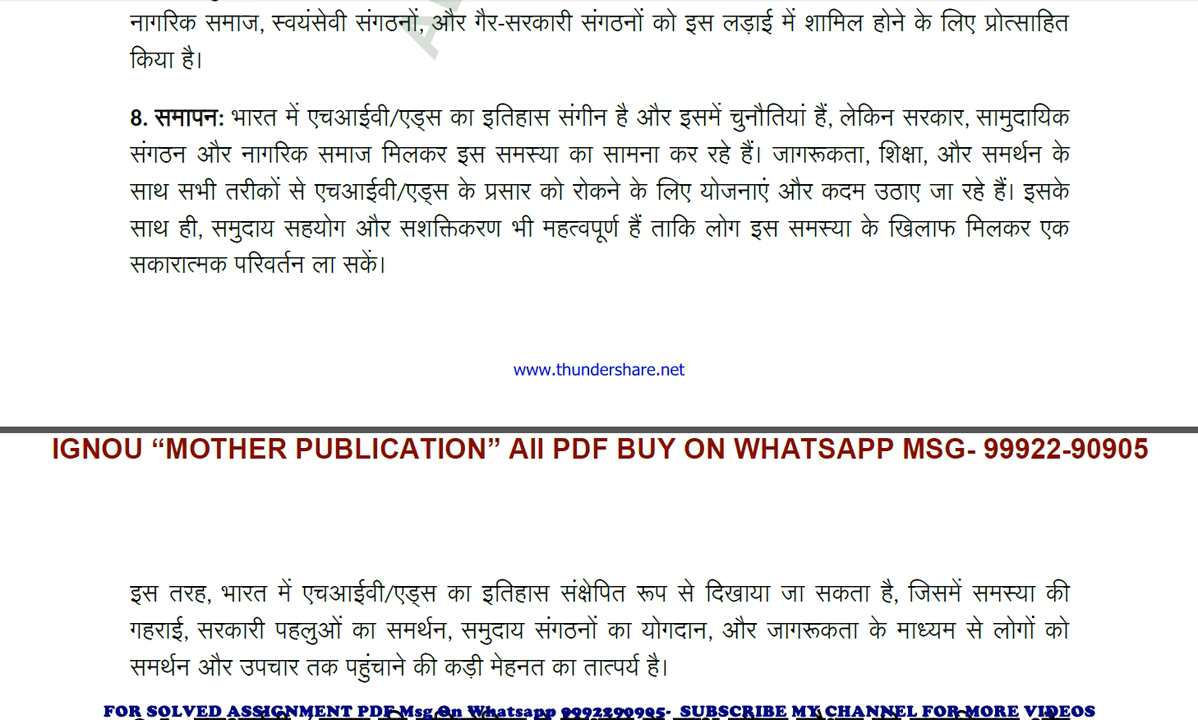 नागरिक समाज, स्वयंसेवी संगठनों, और गैर-सरकारी संगठनों को इस लड़ाई में शामिल होने के लिए प्रोत्साहित
किया है।
8. समापन: भारत में एचआईवी/एड्स का इतिहास संगीन है और इसमें चुनौतियां हैं, लेकिन सरकार, सामुदायिक
संगठन और नागरिक समाज मिलकर इस समस्या का सामना कर रहे हैं। जागरूकता, शिक्षा, और समर्थन के
साथ सभी तरीकों से एचआईवी/एड्स के प्रसार को रोकने के लिए योजनाएं और कदम उठाए जा रहे हैं। इसके
साथ ही, समुदाय सहयोग और सशक्तिकरण भी महत्वपूर्ण हैं ताकि लोग इस समस्या के खिलाफ मिलकर एक
सकारात्मक परिवर्तन ला सकें।
www.thundershare.net
IGNOU “MOTHER PUBLICATION” All PDF BUY ON WHATSAPP MSG- 99922-90905
इस तरह, भारत में एचआईवी/एड्स का इतिहास संक्षेपित रूप से दिखाया जा सकता है, जिसमें समस्या की
गहराई, सरकारी पहलुओं का समर्थन, समुदाय संगठनों का योगदान, और जागरूकता के माध्यम से लोगों को
समर्थन और उपचार तक पहुंचाने की कड़ी मेहनत का तात्पर्य है।
FOR SOLVED ASSIGNMENT PDF Msg On Whatsapp 9992290905- SUBSCRIBE MY CHANNEL FOR MORE VIDEOS